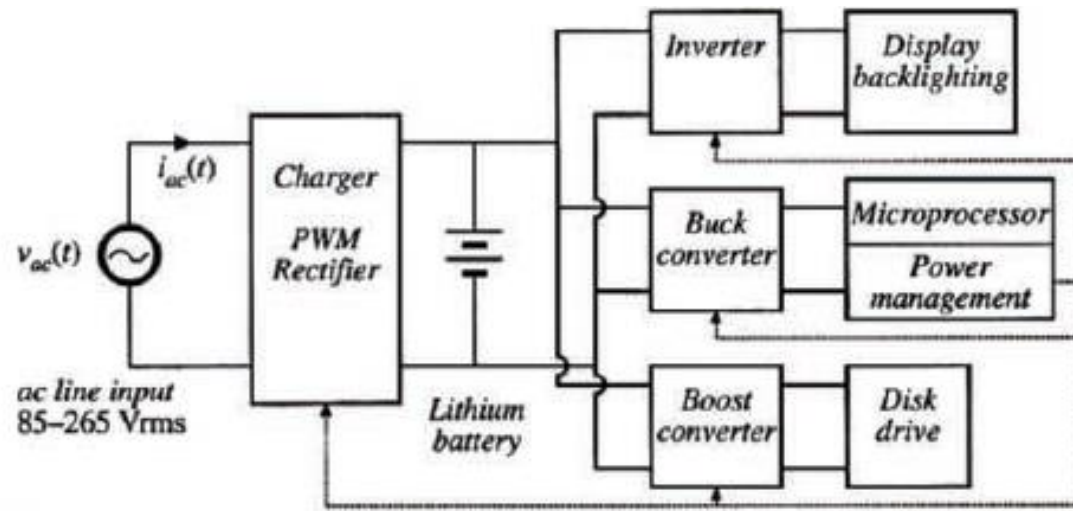 Inverter
Display
backlighting
i_ac(t)
Charger
PWM
Rectifier
v_ac(t)
Buck
converter
Microprocessor
Power
management
ac line input
85–265 Vrms
Lithium
battery
Boost
converter
Disk
drive